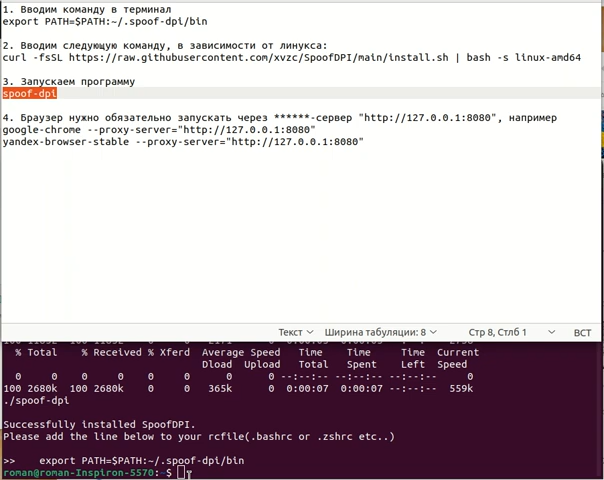 1. Вводим команду в терминал
export PATH=$PATH:~/.spoof-dpi/bin
2. Вводим следующую команду, в зависимости от линукса:
curl -fsSL https://raw.githubusercontent.com/xvzc/SpoofDPI/main/install.sh | bash -s linux-amd64
3. Запускаем программу
spoof-dpi
4. Браузер нужно обязательно запускать через ******-сервер "http://127.0.0.1:8080", например
google-chrome --proxy-server="http://127.0.0.1:8080"
yandex-browser-stable --proxy-server="http://127.0.0.1:8080"
Текст Ширина табуляции: 8 Стр 8, Стлб 1 ВСТ
% Total % Received % Xferd Average Speed Time Time Time Current
Dload Upload Total Spent Left Speed
0 0 0 0 0 0 0 0 --:--:-- --:--:-- --:--:-- 0
100 2680k 100 2680k 0 0 365k 0 0:00:07 0:00:07 --:--:-- 559k
./spoof-dpi
Successfully installed SpoofDPI.
Please add the line below to your rcfile(.bashrc or .zshrc etc..)
>> export PATH=$PATH:~/.spoof-dpi/bin
roman@roman-Inspiron-5570:~$